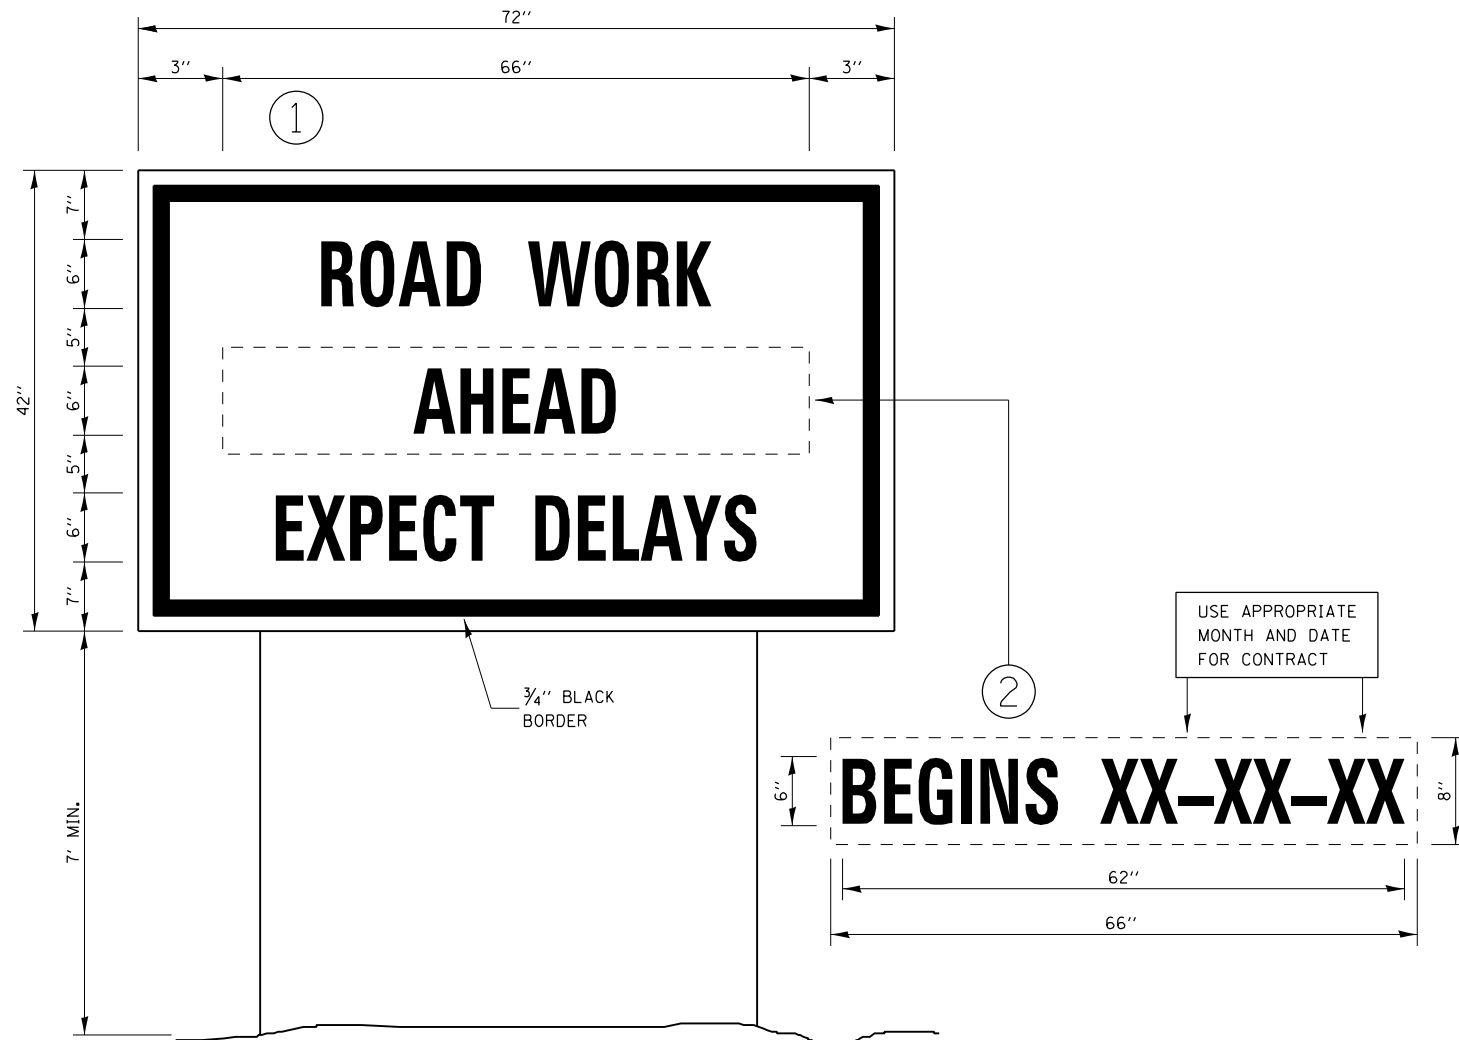 72''
3'' 66'' 3''
1
7''
6''
5''
6''
5''
6''
7''
42''
ROAD WORK
AHEAD
EXPECT DELAYS
3/4'' BLACK
BORDER
7' MIN.
2
USE APPROPRIATE
MONTH AND DATE
FOR CONTRACT
6''
BEGINS XX-XX-XX
8''
62''
66''